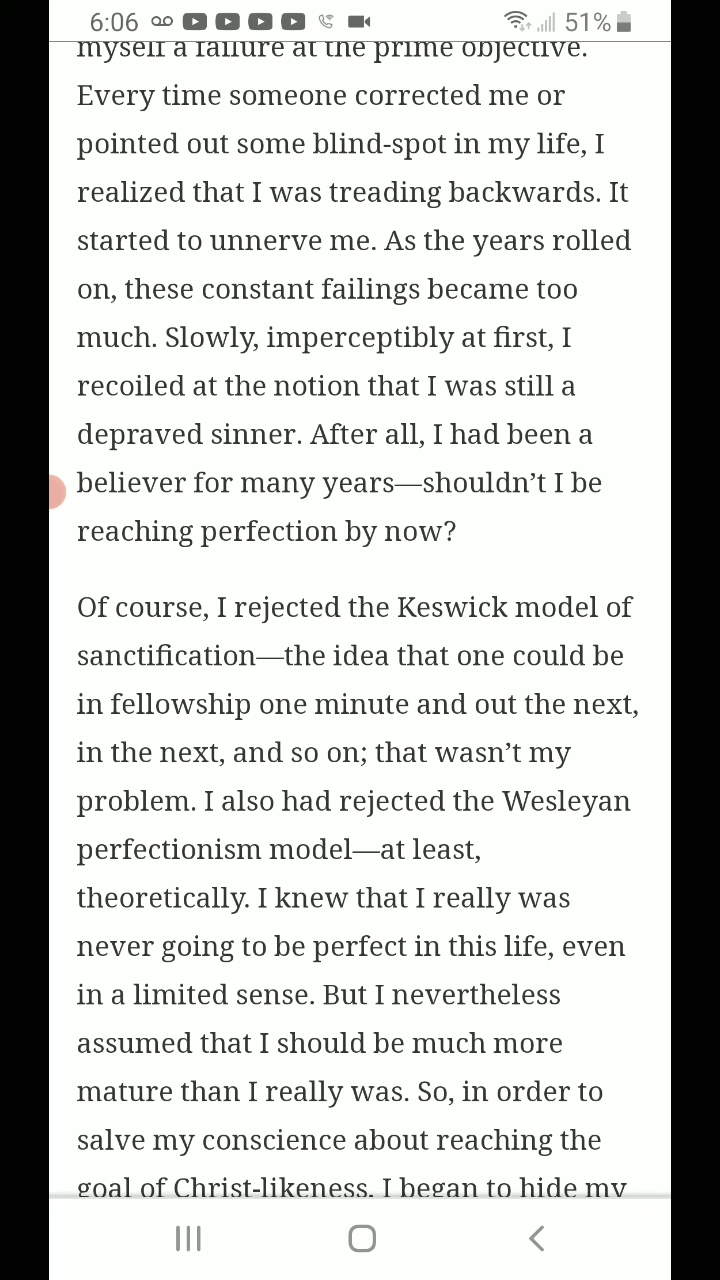 6:06 51%
myself a failure at the prime objective.
Every time someone corrected me or
pointed out some blind-spot in my life, I
realized that I was treading backwards. It
started to unnerve me. As the years rolled
on, these constant failings became too
much. Slowly, imperceptibly at first, I
recoiled at the notion that I was still a
depraved sinner. After all, I had been a
believer for many years—shouldn’t I be
reaching perfection by now?
Of course, I rejected the Keswick model of
sanctification—the idea that one could be
in fellowship one minute and out the next,
in the next, and so on; that wasn’t my
problem. I also had rejected the Wesleyan
perfectionism model—at least,
theoretically. I knew that I really was
never going to be perfect in this life, even
in a limited sense. But I nevertheless
assumed that I should be much more
mature than I really was. So, in order to
salve my conscience about reaching the
goal of Christ-likeness, I began to hide my